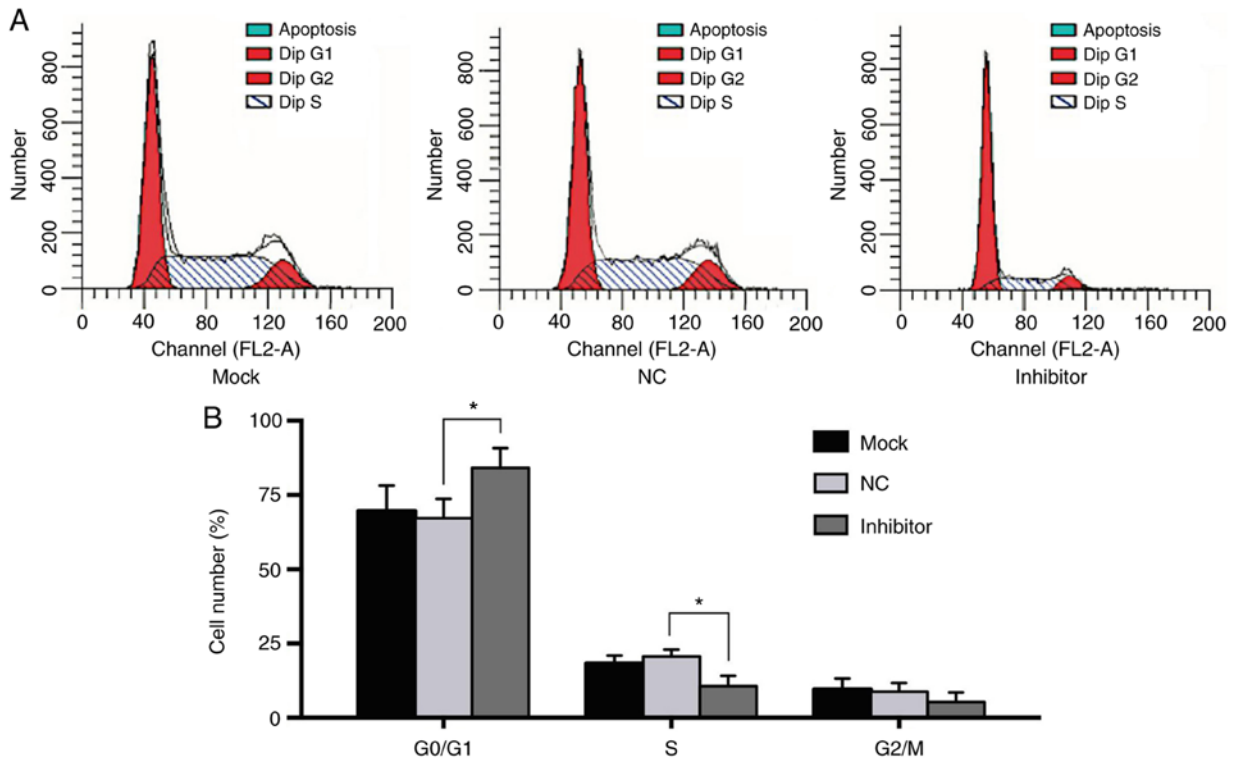 A
Number
800
600
400
200
0
Apoptosis
Dip G1
Dip G2
Dip S
0 40 80 120 160 200
Channel (FL2-A)
Mock
Number
800
600
400
200
0
Apoptosis
Dip G1
Dip G2
Dip S
0 40 80 120 160 200
Channel (FL2-A)
NC
Number
800
600
400
200
0
Apoptosis
Dip G1
Dip G2
Dip S
0 40 80 120 160 200
Channel (FL2-A)
Inhibitor
B
Cell number (%)
100
75
50
25
0
*
*
Mock
NC
Inhibitor
G0/G1 S G2/M